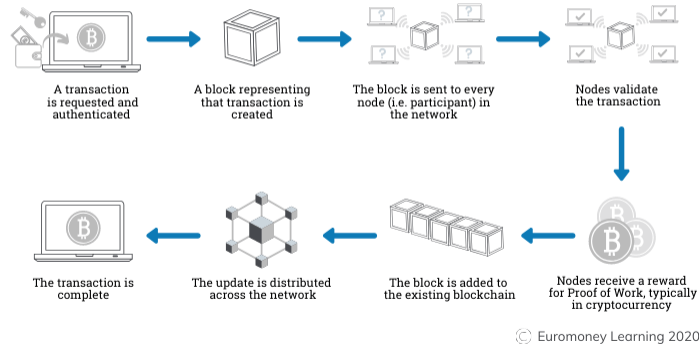 A transaction
is requested and
authenticated
A block representing
that transaction is
created
The block is sent to every
node (i.e. participant) in
the network
Nodes validate
the transaction
Nodes receive a reward
for Proof of Work, typically
in cryptocurrency
The block is added to
the existing blockchain
The update is distributed
across the network
The transaction is
complete
© Euromoney Learning 2020